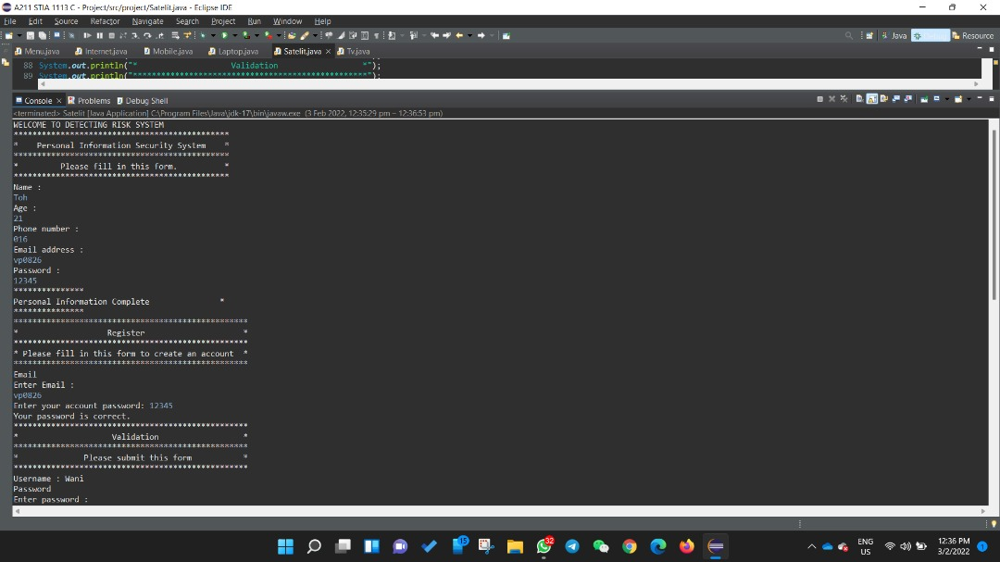 A211 STIA 1113 C - Project/src/project/Satelit.java - Eclipse IDE
File Edit Source Refactor Navigate Search Project Run Window Help
Java Resource
Menu.java Internet.java Mobile.java Laptop.java Satelit.java Tv.java
88 System.out.println("* Validation *");
89 System.out.println("**************************************************");
Console Problems Debug Shell
<terminated> Satelit [Java Application] C:\Program Files\Java\jdk-17\bin\javaw.exe (3 Feb 2022, 12:35:29 pm – 12:36:53 pm)
WELCOME TO DETECTING RISK SYSTEM
**********************************************
* Personal Information Security System *
**********************************************
* Please fill in this form. *
**********************************************
Name :
Toh
Age :
21
Phone number :
016
Email address :
vp0826
Password :
12345
***************
Personal Information Complete *
***************
**************************************************
* Register *
**************************************************
* Please fill in this form to create an account *
**************************************************
Email
Enter Email :
vp0826
Enter your account password: 12345
Your password is correct.
**************************************************
* Validation *
**************************************************
* Please submit this form *
**************************************************
Username : Wani
Password
Enter password :
15 32 ENG US 12:36 PM 3/2/2022 1